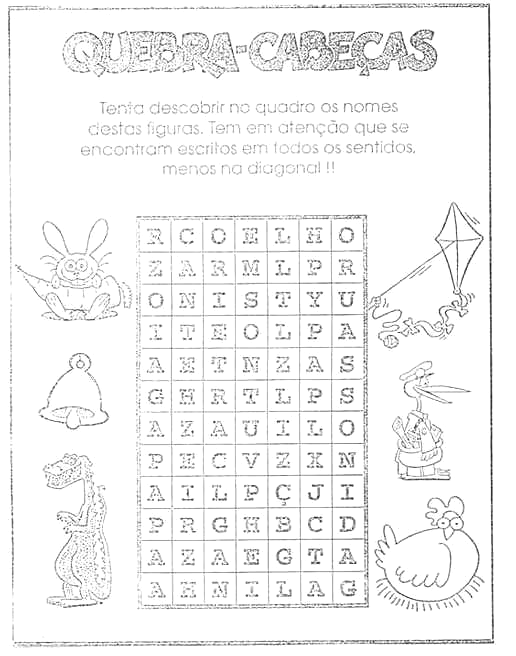 QUEBRA-CABEÇAS
Tenta descobrir no quadro os nomes
destas figuras. Tem em atenção que se
encontram escritos em todos os sentidos,
menos na diagonal !!
R C O E L H O
Z A R M L P R
O N I S T Y U
I T E O L P A
A E T N Z A S
G H R T L P S
A Z A U I L O
P E C V Z X N
A I L P Ç J I
P R G H B C D
A Z A E G T A
A H N I L A G